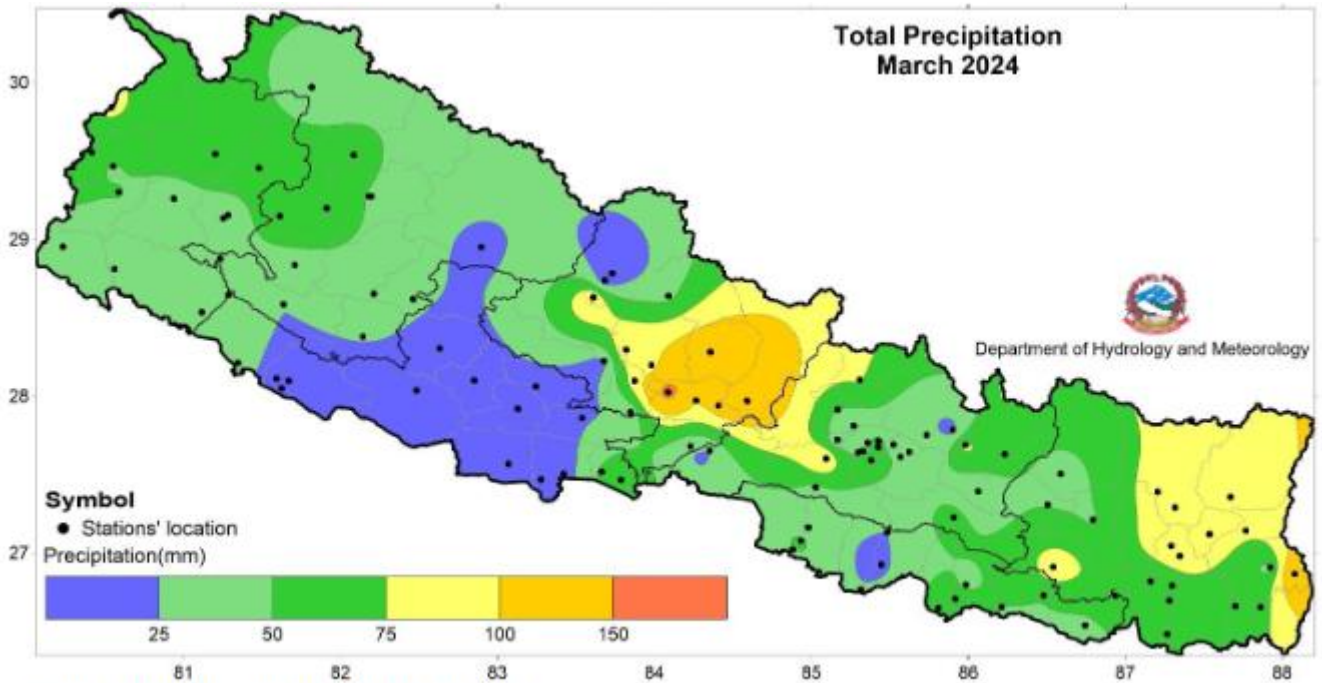 Total Precipitation
March 2024
30
29
28
27
Department of Hydrology and Meteorology
Symbol
Stations' location
Precipitation(mm)
25 50 75 100 150
81 82 83 84 85 86 87 88